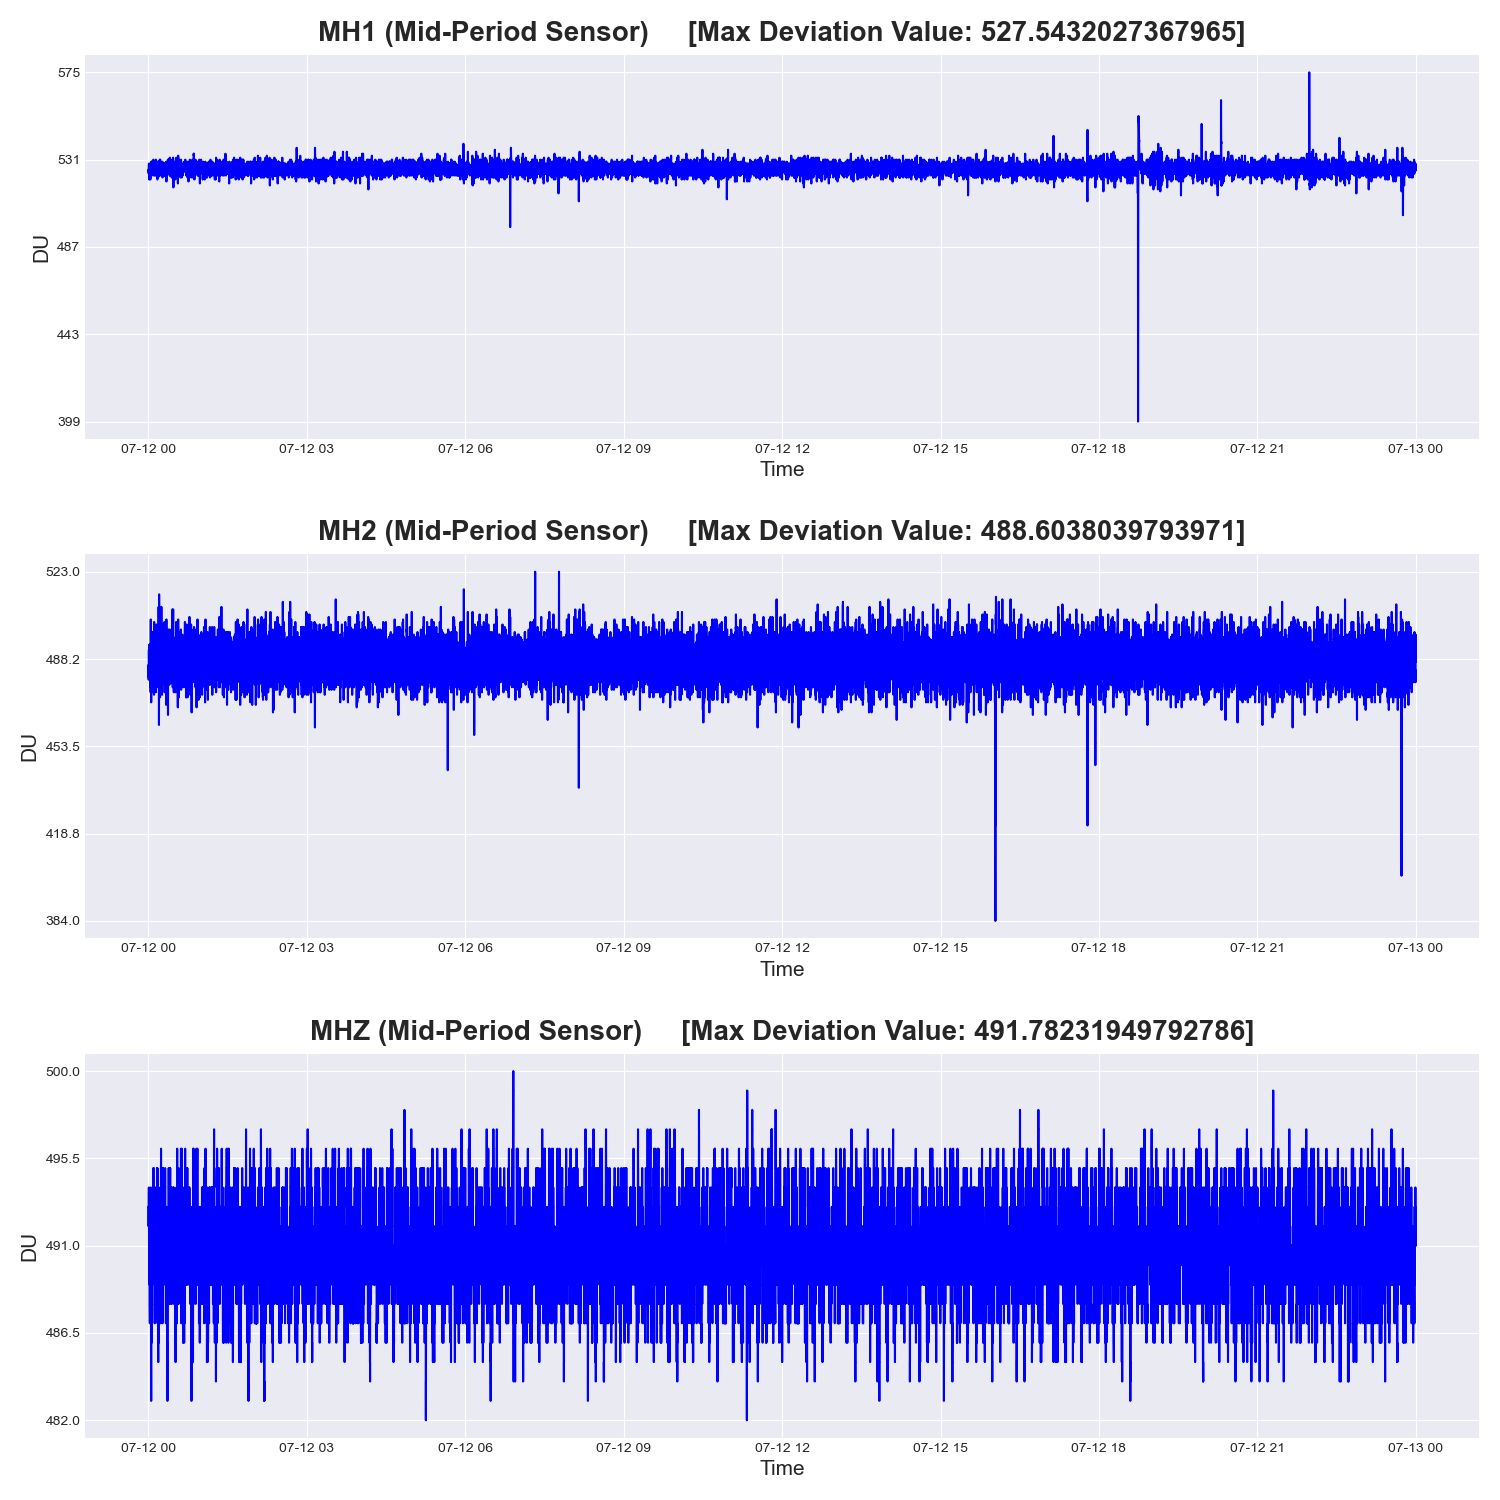 MH1 (Mid-Period Sensor)     [Max Deviation Value: 527.5432027367965]
575
531
487
443
399
DU
07-12 00 07-12 03 07-12 06 07-12 09 07-12 12 07-12 15 07-12 18 07-12 21 07-13 00
Time
MH2 (Mid-Period Sensor)     [Max Deviation Value: 488.6038039793971]
523.0
488.2
453.5
418.8
384.0
DU
07-12 00 07-12 03 07-12 06 07-12 09 07-12 12 07-12 15 07-12 18 07-12 21 07-13 00
Time
MHZ (Mid-Period Sensor)     [Max Deviation Value: 491.78231949792786]
500.0
495.5
491.0
486.5
482.0
DU
07-12 00 07-12 03 07-12 06 07-12 09 07-12 12 07-12 15 07-12 18 07-12 21 07-13 00
Time